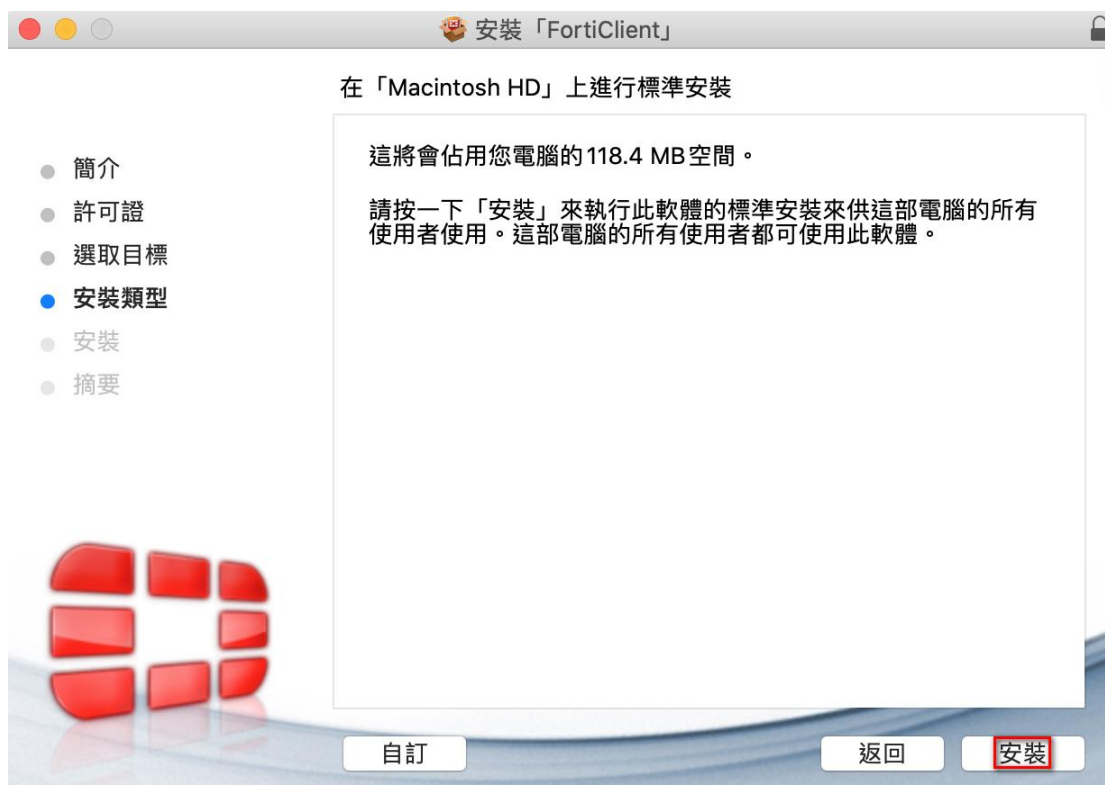 安裝「FortiClient」
在「Macintosh HD」上進行標準安裝
簡介
許可證
選取目標
安裝類型
安裝
摘要
這將會佔用您電腦的118.4 MB空間。
請按一下「安裝」來執行此軟體的標準安裝來供這部電腦的所有
使用者使用。這部電腦的所有使用者都可使用此軟體。
自訂
返回
安裝